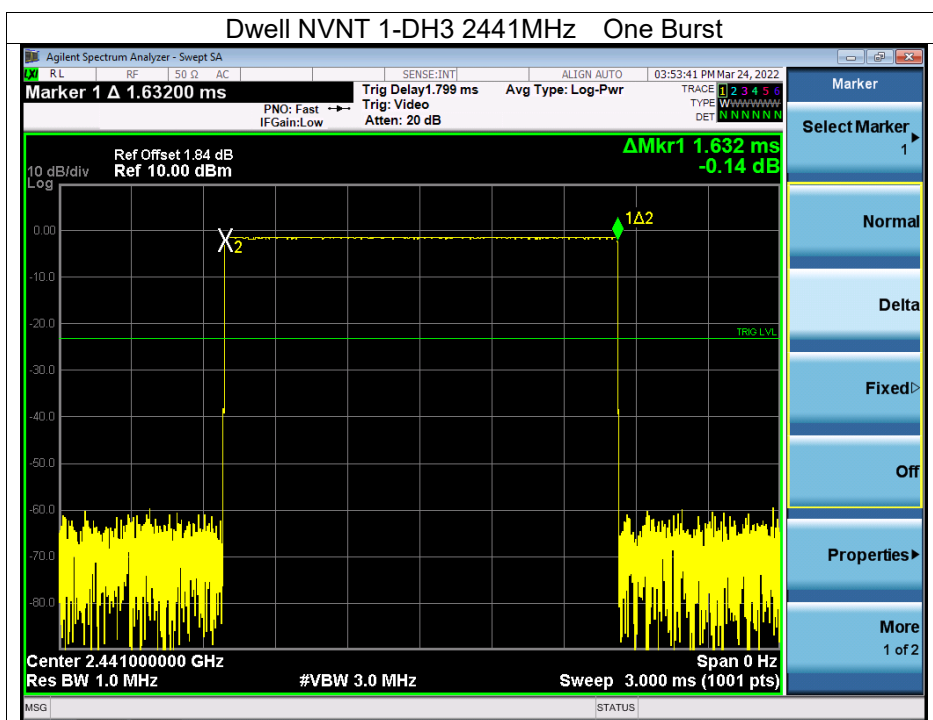 Dwell NVNT 1-DH3 2441MHz One Burst
Agilent Spectrum Analyzer - Swept SA
LXI RL RF 50 Ω AC SENSE:INT ALIGN AUTO 03:53:41 PM Mar 24, 2022
Marker 1 Δ 1.63200 ms
PNO: Fast
IFGain:Low
Trig Delay1.799 ms
Trig: Video
Atten: 20 dB
Avg Type: Log-Pwr
TRACE 1 2 3 4 5 6
TYPE WWWWWW
DET N N N N N N
ΔMkr1 1.632 ms
-0.14 dB
Ref Offset 1.84 dB
10 dB/div Ref 10.00 dBm
Log
0.00
-10.0
-20.0
-30.0
-40.0
-50.0
-60.0
-70.0
-80.0
X2
1Δ2
TRIG LVL
Center 2.441000000 GHz Span 0 Hz
Res BW 1.0 MHz #VBW 3.0 MHz Sweep 3.000 ms (1001 pts)
MSG STATUS
Marker
Select Marker
1
Normal
Delta
Fixed
Off
Properties
More
1 of 2